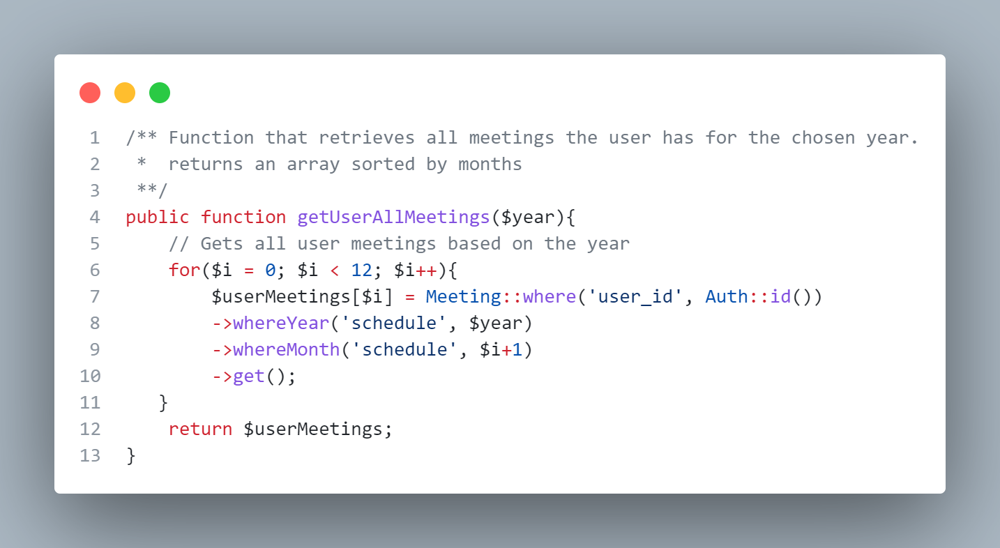 1 /** Function that retrieves all meetings the user has for the chosen year.
2  *  returns an array sorted by months
3  **/
4 public function getUserAllMeetings($year){
5     // Gets all user meetings based on the year
6     for($i = 0; $i < 12; $i++){
7         $userMeetings[$i] = Meeting::where('user_id', Auth::id())
8         ->whereYear('schedule', $year)
9         ->whereMonth('schedule', $i+1)
10         ->get();
11    }
12     return $userMeetings;
13 }